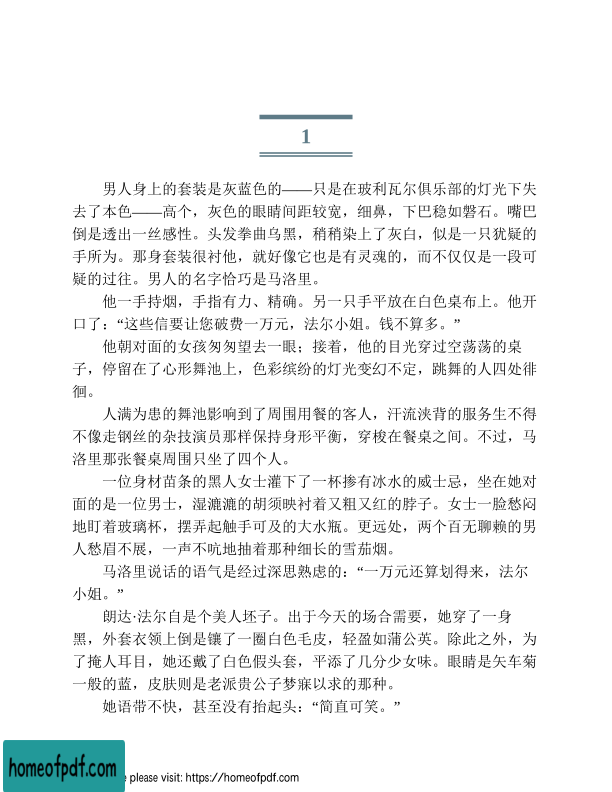 1
男人身上的套装是灰蓝色的——只是在玻利瓦尔俱乐部的灯光下失
去了本色——高个，灰色的眼睛间距较宽，细鼻，下巴稳如磐石。嘴巴
倒是透出一丝感性。头发拳曲乌黑，稍稍染上了灰白，似是一只犹疑的
手所为。那身套装很衬他，就好像它也是有灵魂的，而不仅仅是一段可
疑的过往。男人的名字恰巧是马洛里。
他一手持烟，手指有力、精确。另一只手平放在白色桌布上。他开
口了：“这些信要让您破费一万元，法尔小姐。钱不算多。”
他朝对面的女孩匆匆望去一眼；接着，他的目光穿过空荡荡的桌
子，停留在了心形舞池上，色彩缤纷的灯光变幻不定，跳舞的人四处徘
徊。
人满为患的舞池影响到了周围用餐的客人，汗流浃背的服务生不得
不像走钢丝的杂技演员那样保持身形平衡，穿梭在餐桌之间。不过，马
洛里那张餐桌周围只坐了四个人。
一位身材苗条的黑人女士灌下了一杯掺有冰水的威士忌，坐在她对
面的是一位男士，湿漉漉的胡须映衬着又粗又红的脖子。女士一脸愁闷
地盯着玻璃杯，摆弄起触手可及的大水瓶。更远处，两个百无聊赖的男
人愁眉不展，一声不吭地抽着那种细长的雪茄烟。
马洛里说话的语气是经过深思熟虑的：“一万元还算划得来，法尔
小姐。”
朗达·法尔自是个美人坯子。出于今天的场合需要，她穿了一身
黑，外套衣领上倒是镶了一圈白色毛皮，轻盈如蒲公英。除此之外，为
了掩人耳目，她还戴了白色假头套，平添了几分少女味。眼睛是矢车菊
一般的蓝，皮肤则是老派贵公子梦寐以求的那种。
她语带不快，甚至没有抬起头：“简直可笑。”
homeofpdf.com
e please visit: https://homeofpdf.com